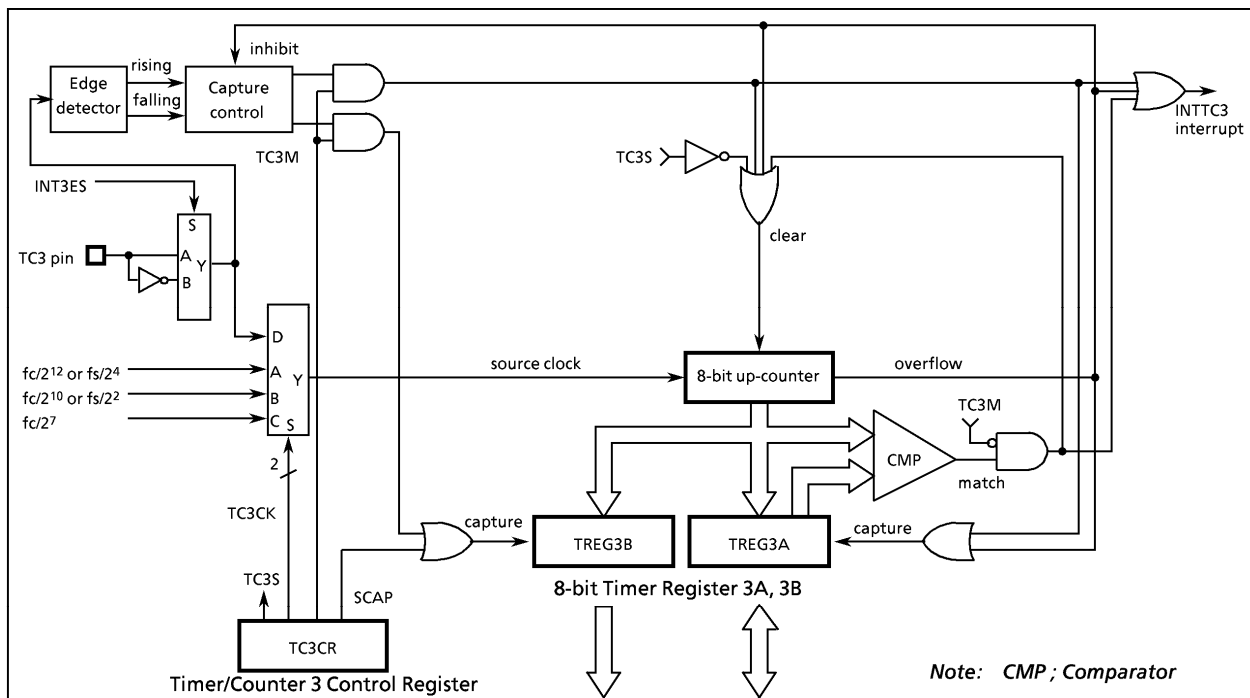 inhibit
rising
Edge
detector
falling
Capture
control
INTTC3
interrupt
TC3M
TC3S
INT3ES
S
clear
TC3 pin
A
Y
B
D
fc/2¹² or fs/2⁴
A
Y
source clock
8-bit up-counter
overflow
fc/2¹⁰ or fs/2²
B
TC3M
fc/2⁷
C
S
2
CMP
match
TC3CK
capture
TREG3B
TREG3A
capture
TC3S
SCAP
8-bit Timer Register 3A, 3B
TC3CR
Timer/Counter 3 Control Register
Note: CMP ; Comparator